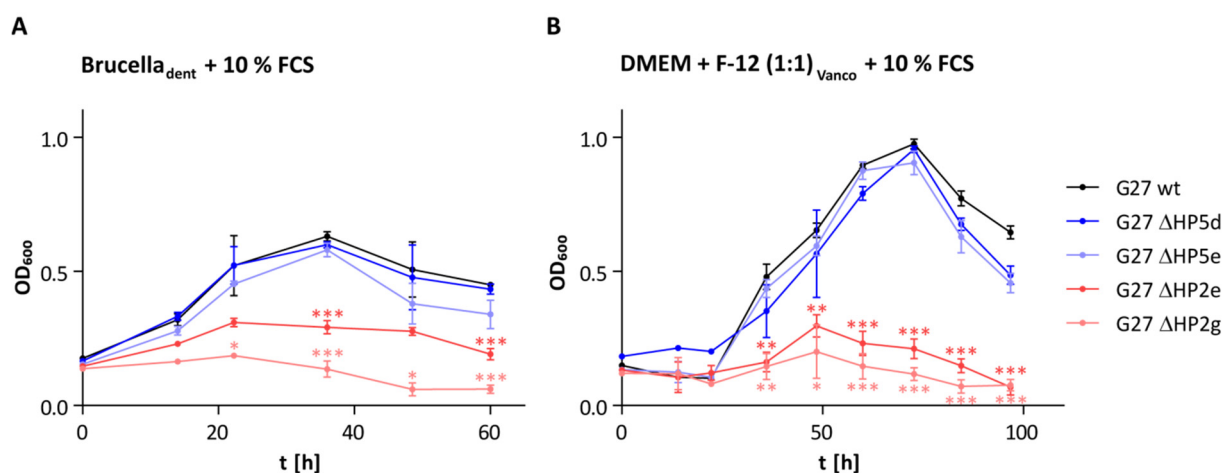 A
Brucella dent + 10 % FCS
OD600
1.0
0.5
0.0
***
***
*
***
*
***
0
20
40
60
t [h]
B
DMEM + F-12 (1:1) Vanco + 10 % FCS
1.0
0.5
0.0
**
**
***
***
***
***
**
*
***
***
***
***
0
50
100
t [h]
G27 wt
G27 ΔHP5d
G27 ΔHP5e
G27 ΔHP2e
G27 ΔHP2g